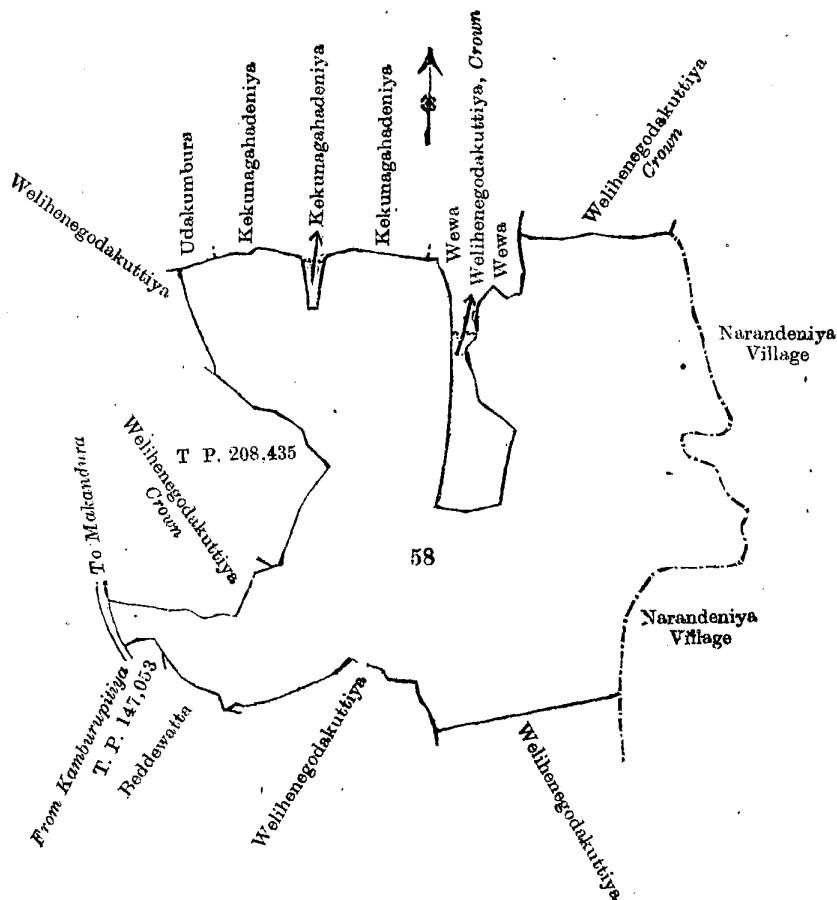 Welihenegodakuttiya
Udakumbura
Kekunagahadeniya
Kekunagahadeniya
Kekunagahadeniya
Wewa
Welihenegodakuttiya, Crown
Wewa
Welihenegodakuttiya
Crown
Narandeniya
Village
T P. 208,435
Welihenegodakuttiya
Crown
To Makandura
58
Narandeniya
Village
From Kamburupitiya
T. P. 147,053
Beddewatta
Welihenegodakuttiya
Welihenegodakuttiya